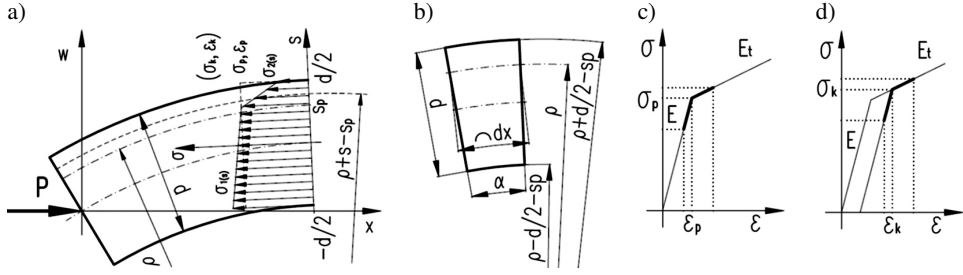 a)
b)
c)
d)
w
s
d/2
(σk, εk)
σp, εp
σ2(s)
sp
P
σ
σ1(s)
d
ρ
ρ+s-sp
x
-d/2
d
dx
α
ρ
ρ+d/2-sp
ρ-d/2-sp
σ
Et
σp
E
εp
ε
σ
Et
σk
E
εk
ε